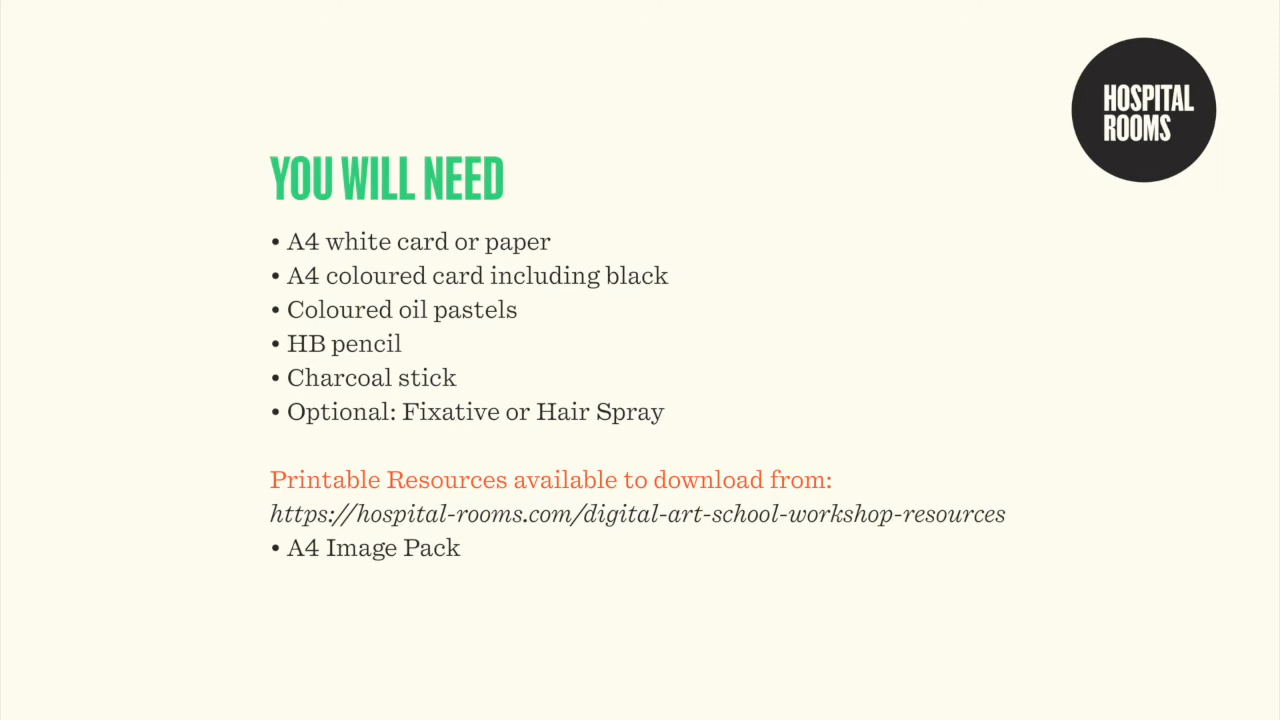 HOSPITAL
ROOMS
YOU WILL NEED
• A4 white card or paper
• A4 coloured card including black
• Coloured oil pastels
• HB pencil
• Charcoal stick
• Optional: Fixative or Hair Spray
Printable Resources available to download from:
https://hospital-rooms.com/digital-art-school-workshop-resources
• A4 Image Pack